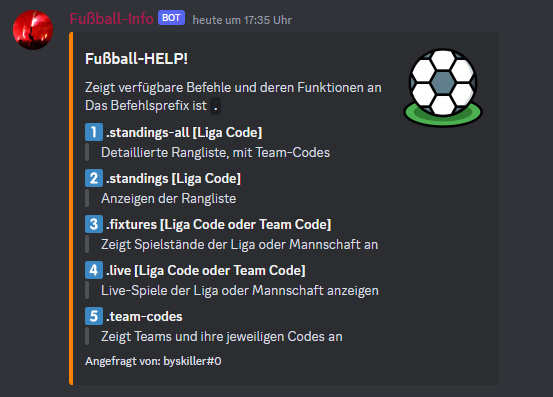 Fußball-Info BOT heute um 17:35 Uhr
Fußball-HELP!
Zeigt verfügbare Befehle und deren Funktionen an
Das Befehlsprefix ist .
1 .standings-all [Liga Code]
Detaillierte Rangliste, mit Team-Codes
2 .standings [Liga Code]
Anzeigen der Rangliste
3 .fixtures [Liga Code oder Team Code]
Zeigt Spielstände der Liga oder Mannschaft an
4 .live [Liga Code oder Team Code]
Live-Spiele der Liga oder Mannschaft anzeigen
5 .team-codes
Zeigt Teams und ihre jeweiligen Codes an
Angefragt von: byskiller#0